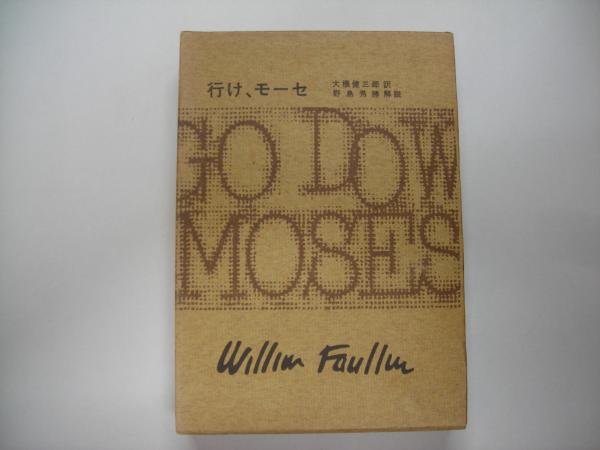 行け、モーセ
大橋健三郎訳
野島秀勝解説
GO DOW
MOSES
William Faulkner